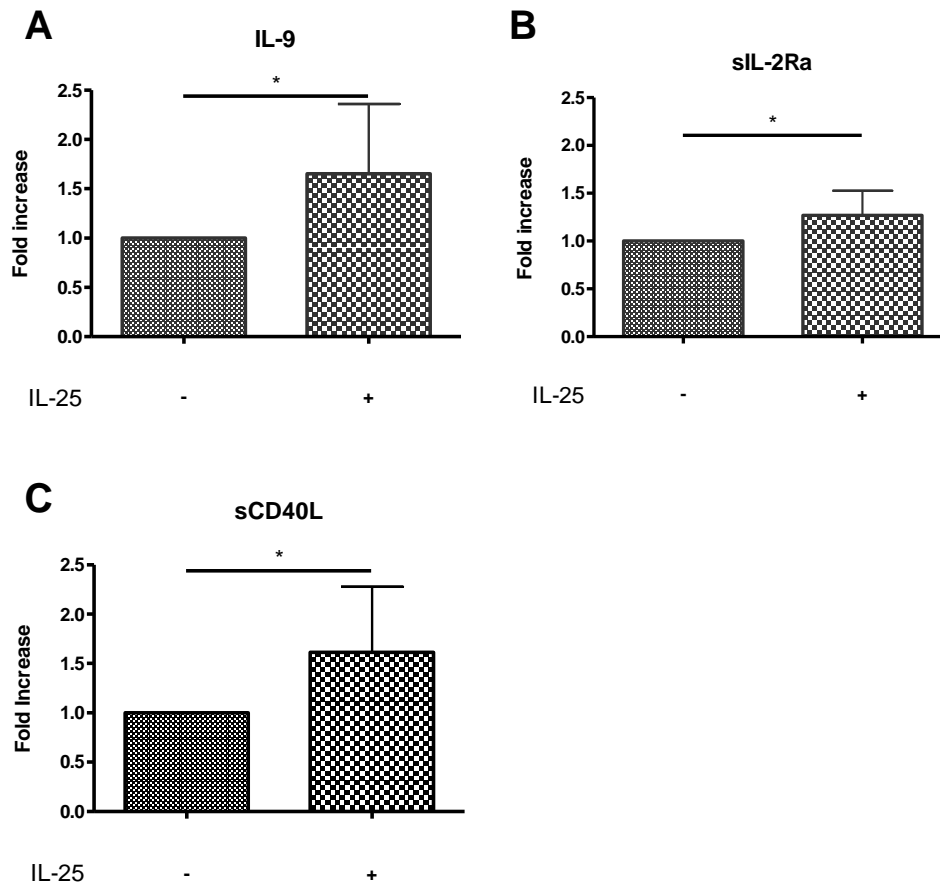 A
IL-9
*
2.5
2.0
1.5
1.0
0.5
0.0
Fold increase
IL-25 - +
B
sIL-2Ra
*
2.5
2.0
1.5
1.0
0.5
0.0
Fold increase
IL-25 - +
C
sCD40L
*
2.5
2.0
1.5
1.0
0.5
0.0
Fold Increase
IL-25 - +